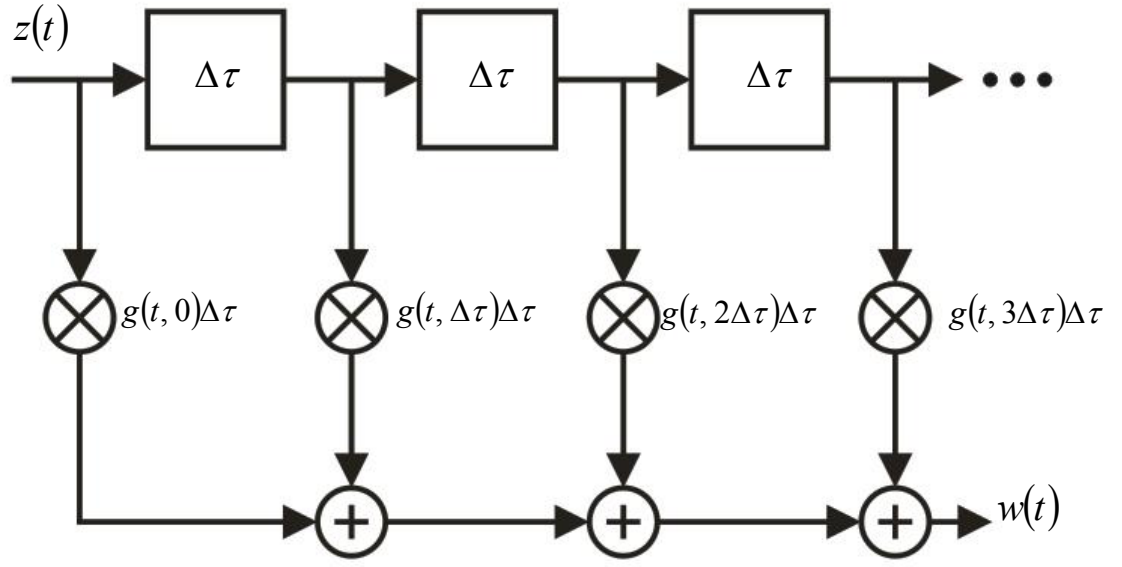 z(t)
Δτ
Δτ
Δτ
g(t, 0)Δτ
g(t, Δτ)Δτ
g(t, 2Δτ)Δτ
g(t, 3Δτ)Δτ
w(t)